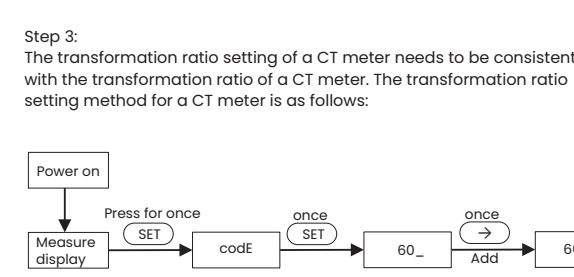 Step 3:
The transformation ratio setting of a CT meter needs to be consistent
with the transformation ratio of a CT meter. The transformation ratio
setting method for a CT meter is as follows:
Power on
Press for once
once
once
SET
SET
→
Measure
display
codE
60_
Add